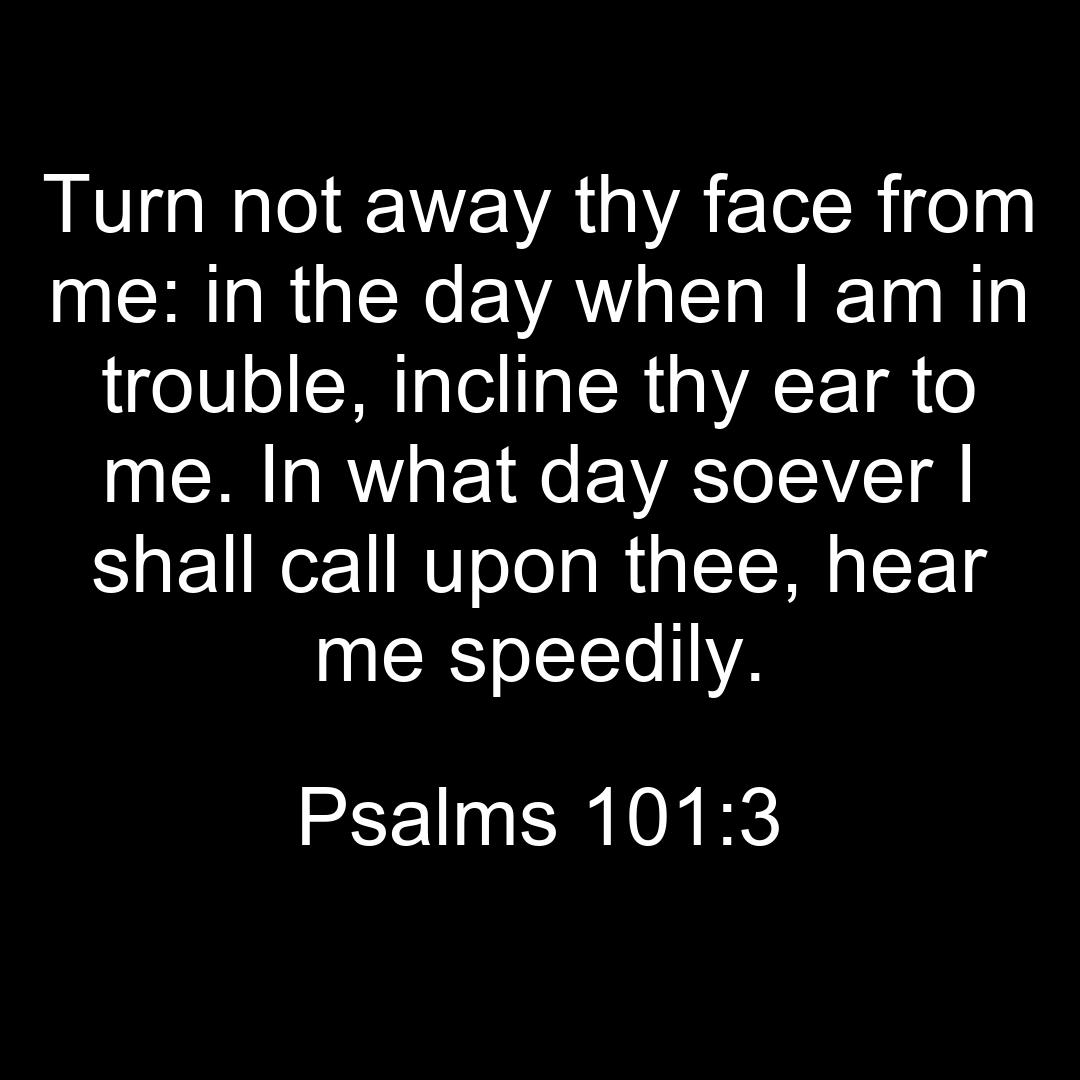 Turn not away thy face from
me: in the day when I am in
trouble, incline thy ear to
me. In what day soever I
shall call upon thee, hear
me speedily.
Psalms 101:3